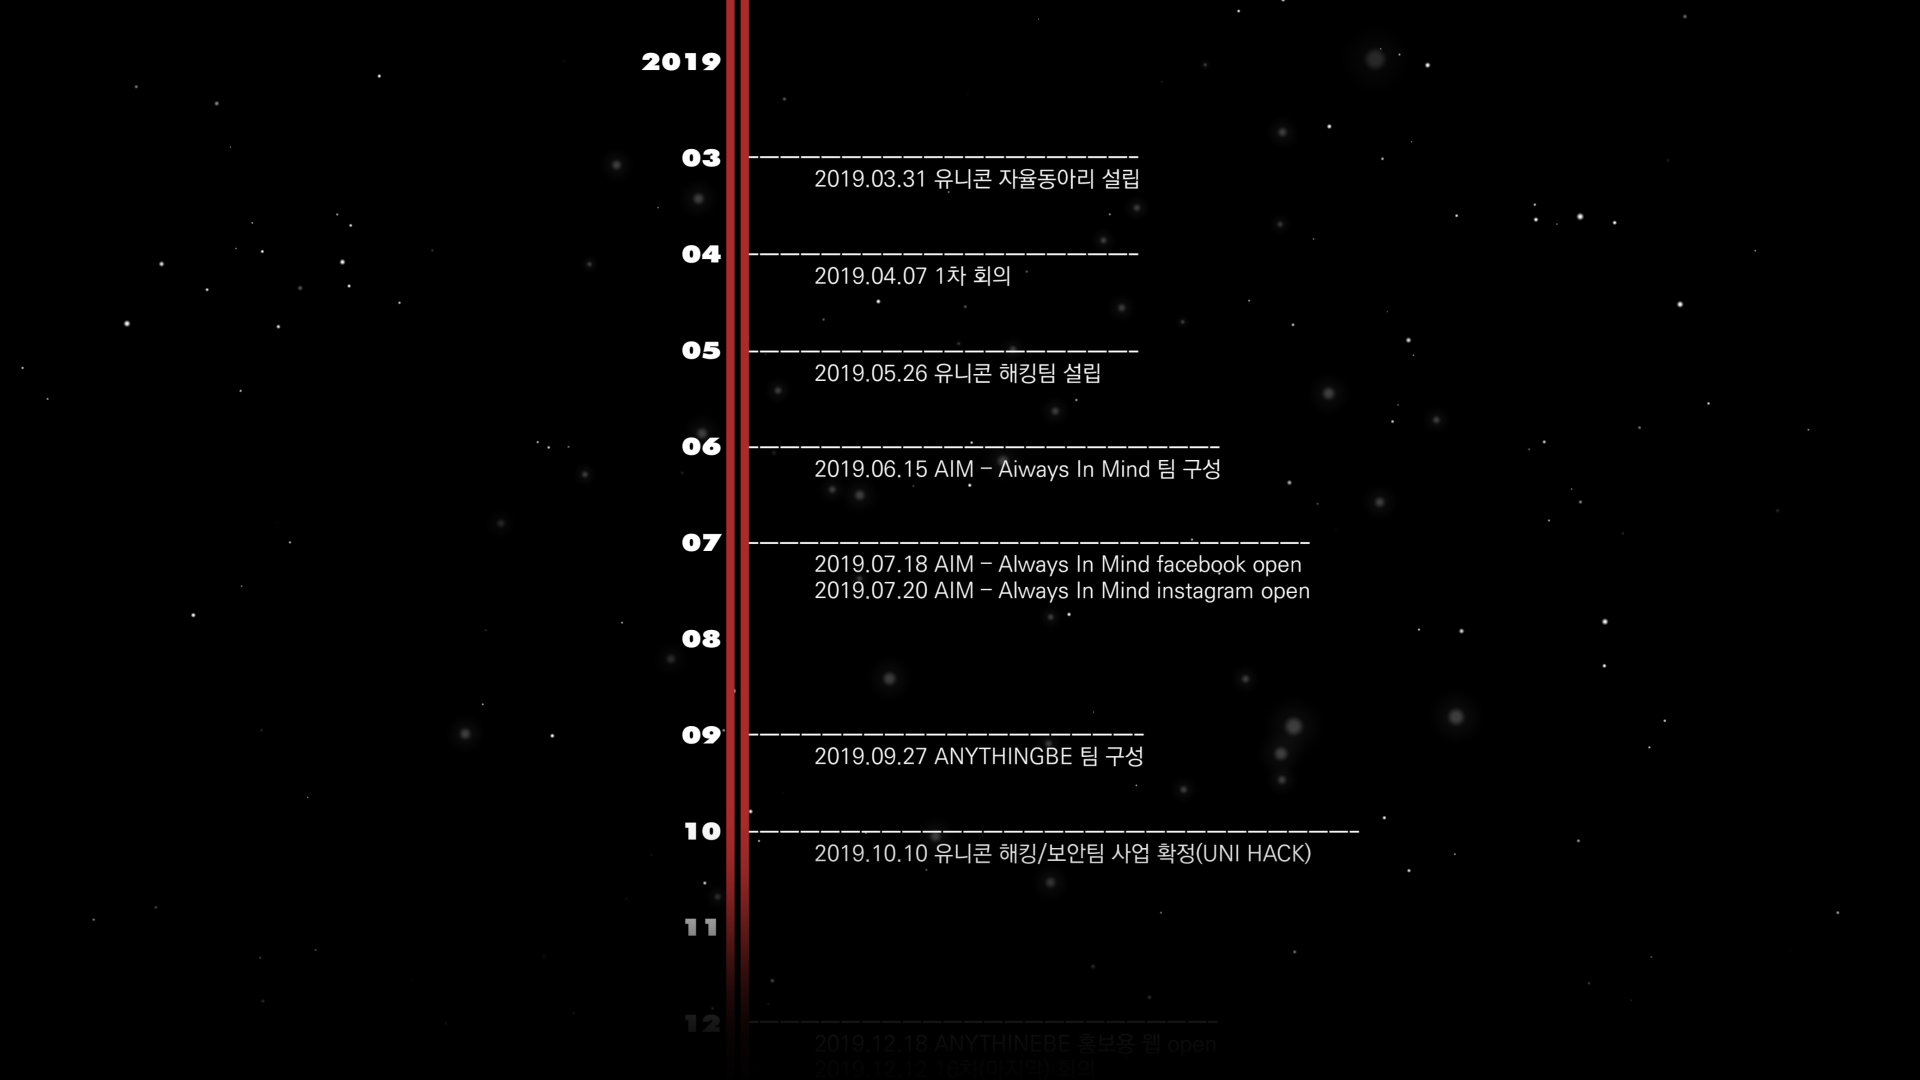 2019
03
2019.03.31 유니콘 자율동아리 설립
04
2019.04.07 1차 회의
05
2019.05.26 유니콘 해킹팀 설립
06
2019.06.15 AIM - Aiways In Mind 팀 구성
07
2019.07.18 AIM - Always In Mind facebook open
2019.07.20 AIM - Always In Mind instagram open
08
09
2019.09.27 ANYTHINGBE 팀 구성
10
2019.10.10 유니콘 해킹/보안팀 사업 확정(UNI HACK)
11
12
2019.12.18 ANYTHINEBE 홍보용 웹 open